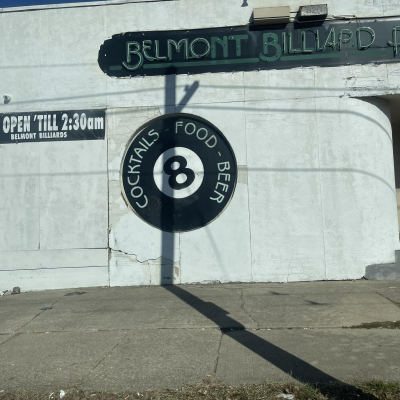 BELMONT BILLIARD
OPEN 'TILL 2:30am
BELMONT BILLIARDS
COCKTAILS - FOOD - BEER
8